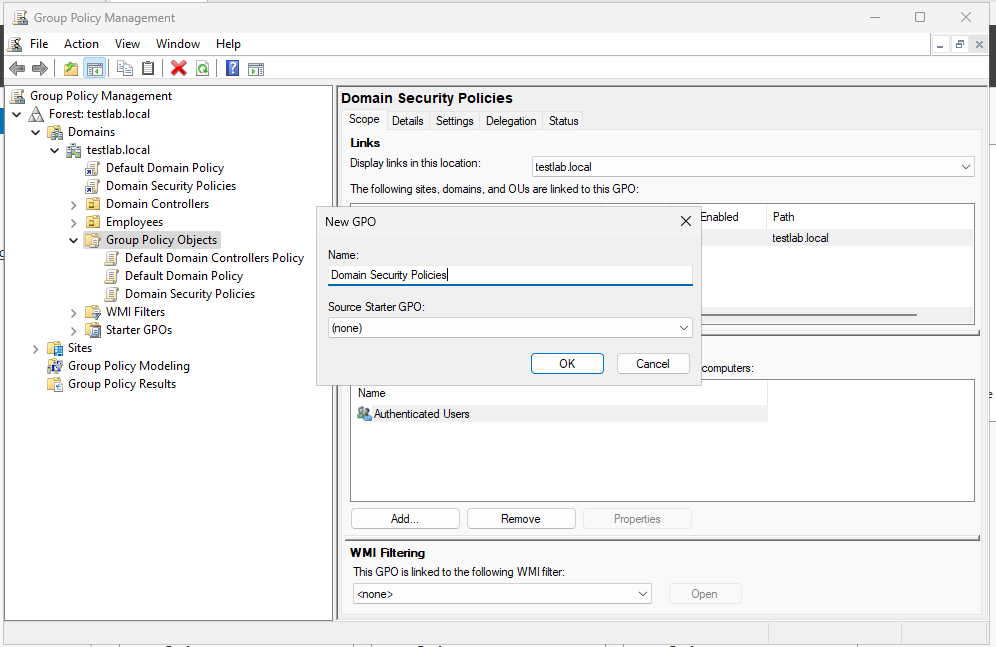 Group Policy Management
File Action View Window Help
Group Policy Management
Forest: testlab.local
Domains
testlab.local
Default Domain Policy
Domain Security Policies
Domain Controllers
Employees
Group Policy Objects
Default Domain Controllers Policy
Default Domain Policy
Domain Security Policies
WMI Filters
Starter GPOs
Sites
Group Policy Modeling
Group Policy Results
Domain Security Policies
Scope Details Settings Delegation Status
Links
Display links in this location: testlab.local
The following sites, domains, and OUs are linked to this GPO:
Enabled Path
testlab.local
New GPO
Name:
Domain Security Policies
Source Starter GPO:
(none)
OK Cancel
computers:
Name
Authenticated Users
Add... Remove Properties
WMI Filtering
This GPO is linked to the following WMI filter:
<none> Open